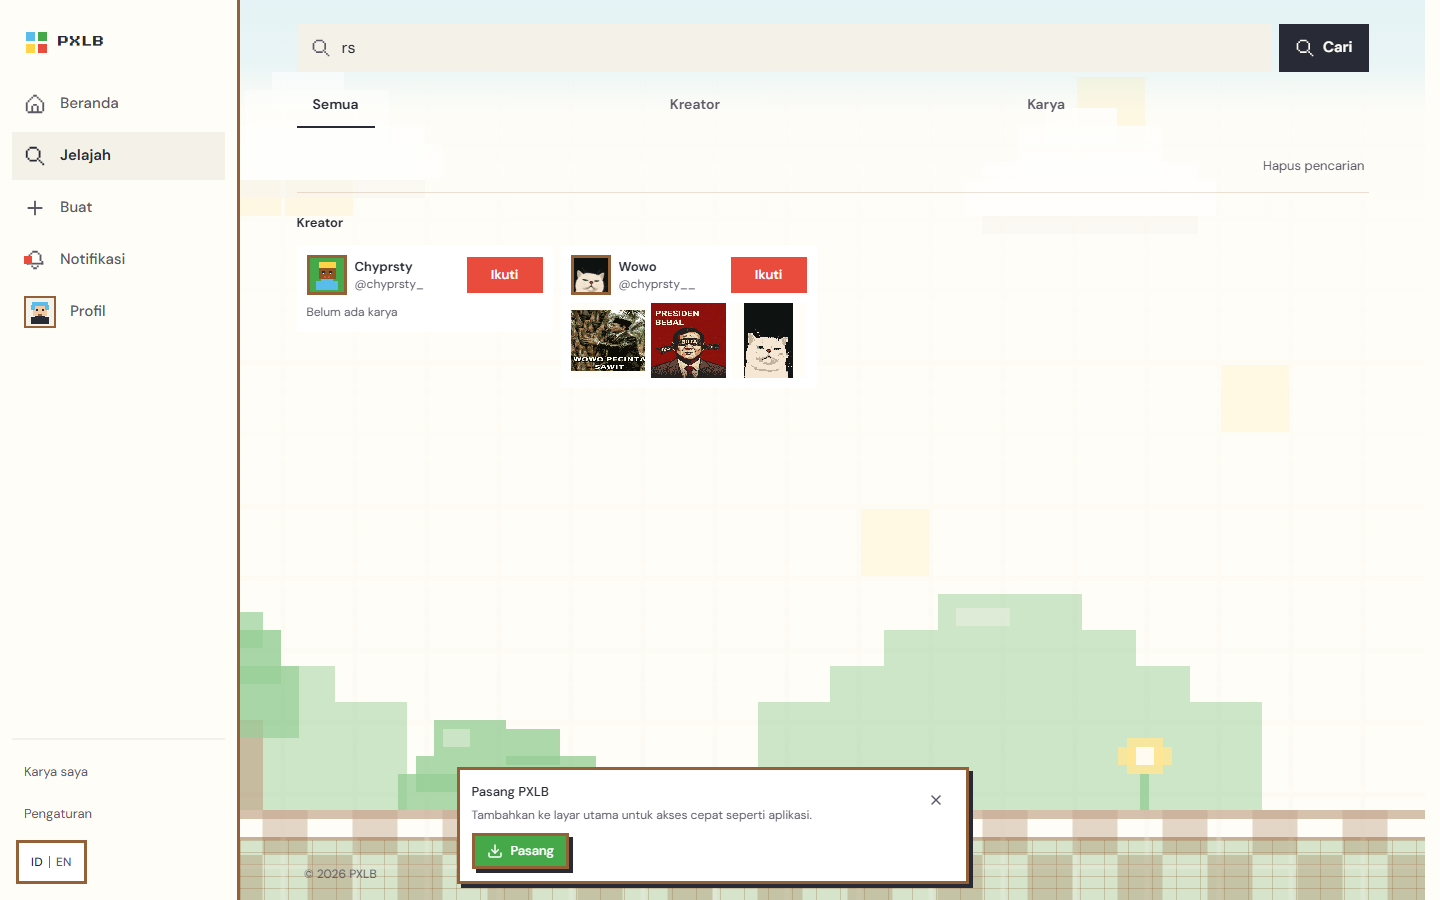 PXLB
Beranda
Jelajah
Buat
Notifikasi
Profil
Karya saya
Pengaturan
ID | EN
rs
Cari
Semua
Kreator
Karya
Hapus pencarian
Kreator
Chyprsty
@chyprsty_
Ikuti
Belum ada karya
Wowo
@chyprsty__
Ikuti
WOWO PECINTA
SAWIT
PRESIDEN
BEBAL
Pasang PXLB
Tambahkan ke layar utama untuk akses cepat seperti aplikasi.
Pasang
© 2026 PXLB